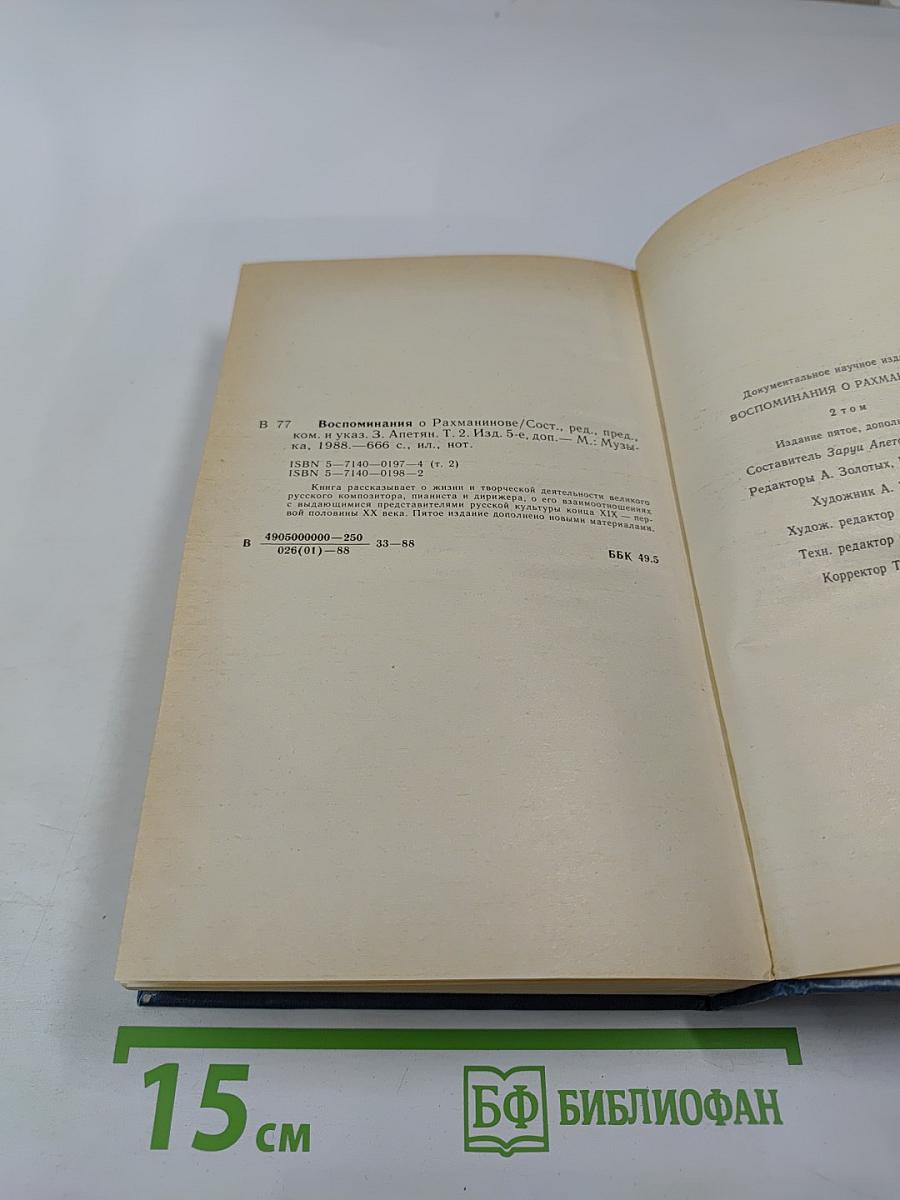 В 77 Воспоминания о Рахманинове/Сост., ред., пред.,
ком. и указ. З. Апетян. Т. 2. Изд. 5-е, доп.— М.: Музы-
ка, 1988.—666 с., ил., нот.
ISBN 5—7140—0197—4 (т. 2)
ISBN 5—7140—0198—2
Книга рассказывает о жизни и творческой деятельности великого
русского композитора, пианиста и дирижера, о его взаимоотношениях
с выдающимися представителями русской культуры конца XIX — пер-
вой половины XX века. Пятое издание дополнено новыми материалами.
В 4905000000—250 33—88
026(01)—88
ББК 49.5
Документальное научное изда
ВОСПОМИНАНИЯ О РАХМАН
2 том
Издание пятое, дополн
Составитель Заруи Апет
Редакторы А. Золотых,
Художник А.
Худож. редактор
Техн. редактор
Корректор Т
15 см
БФ БИБЛИОФАН